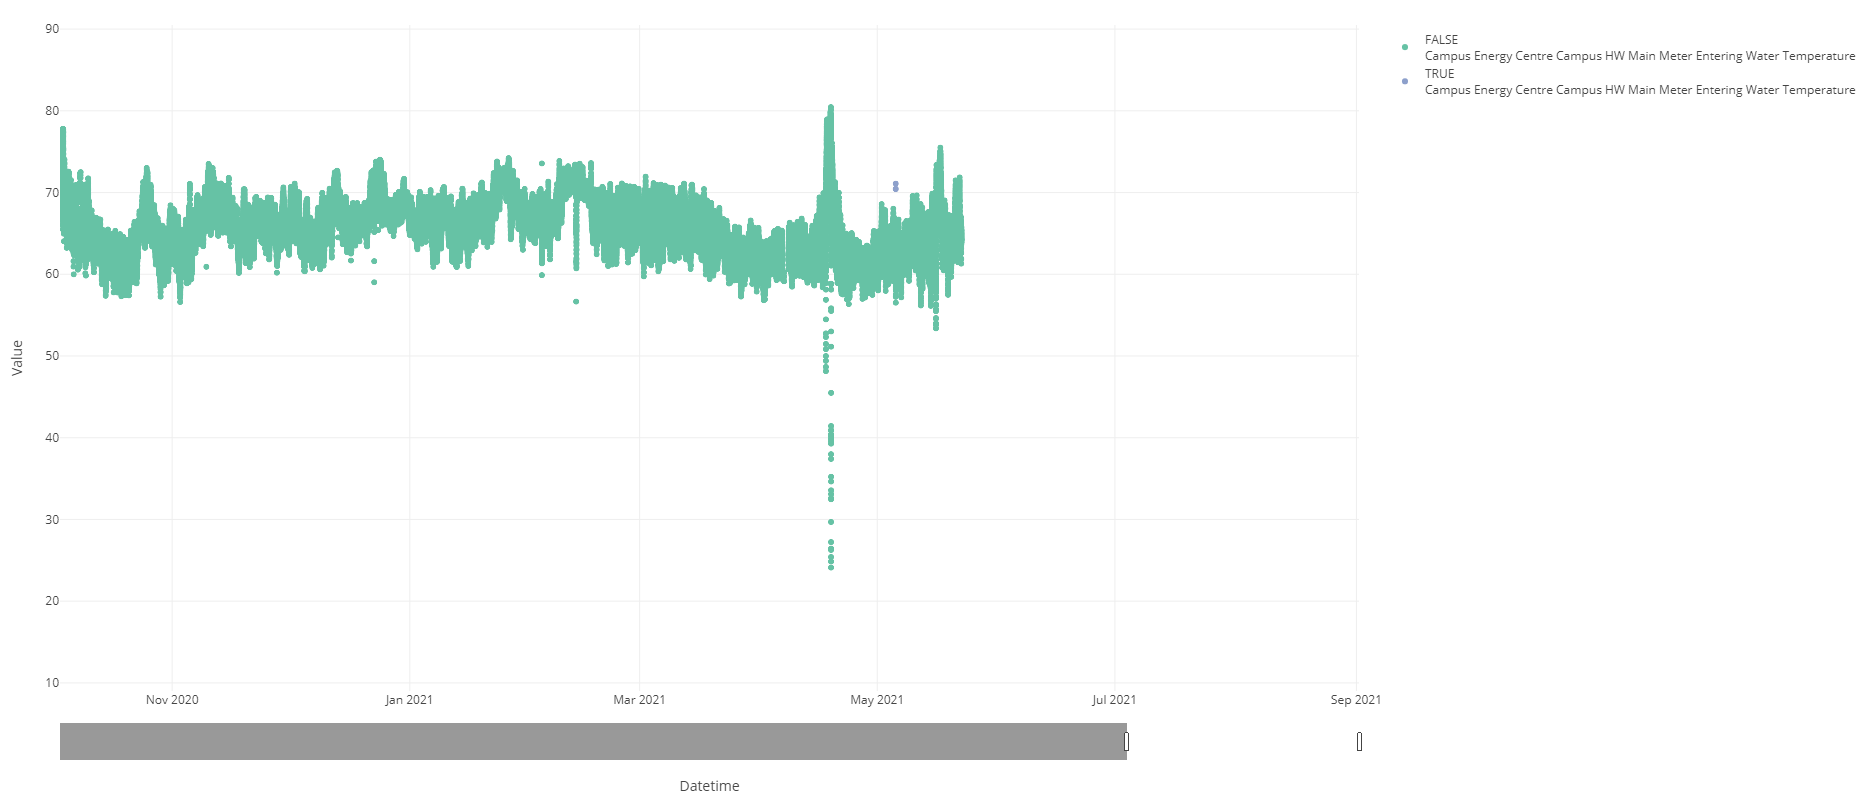 90
80
70
60
50
40
30
20
10
Value
Nov 2020
Jan 2021
Mar 2021
May 2021
Jul 2021
Sep 2021
Datetime
FALSE
Campus Energy Centre Campus HW Main Meter Entering Water Temperature
TRUE
Campus Energy Centre Campus HW Main Meter Entering Water Temperature